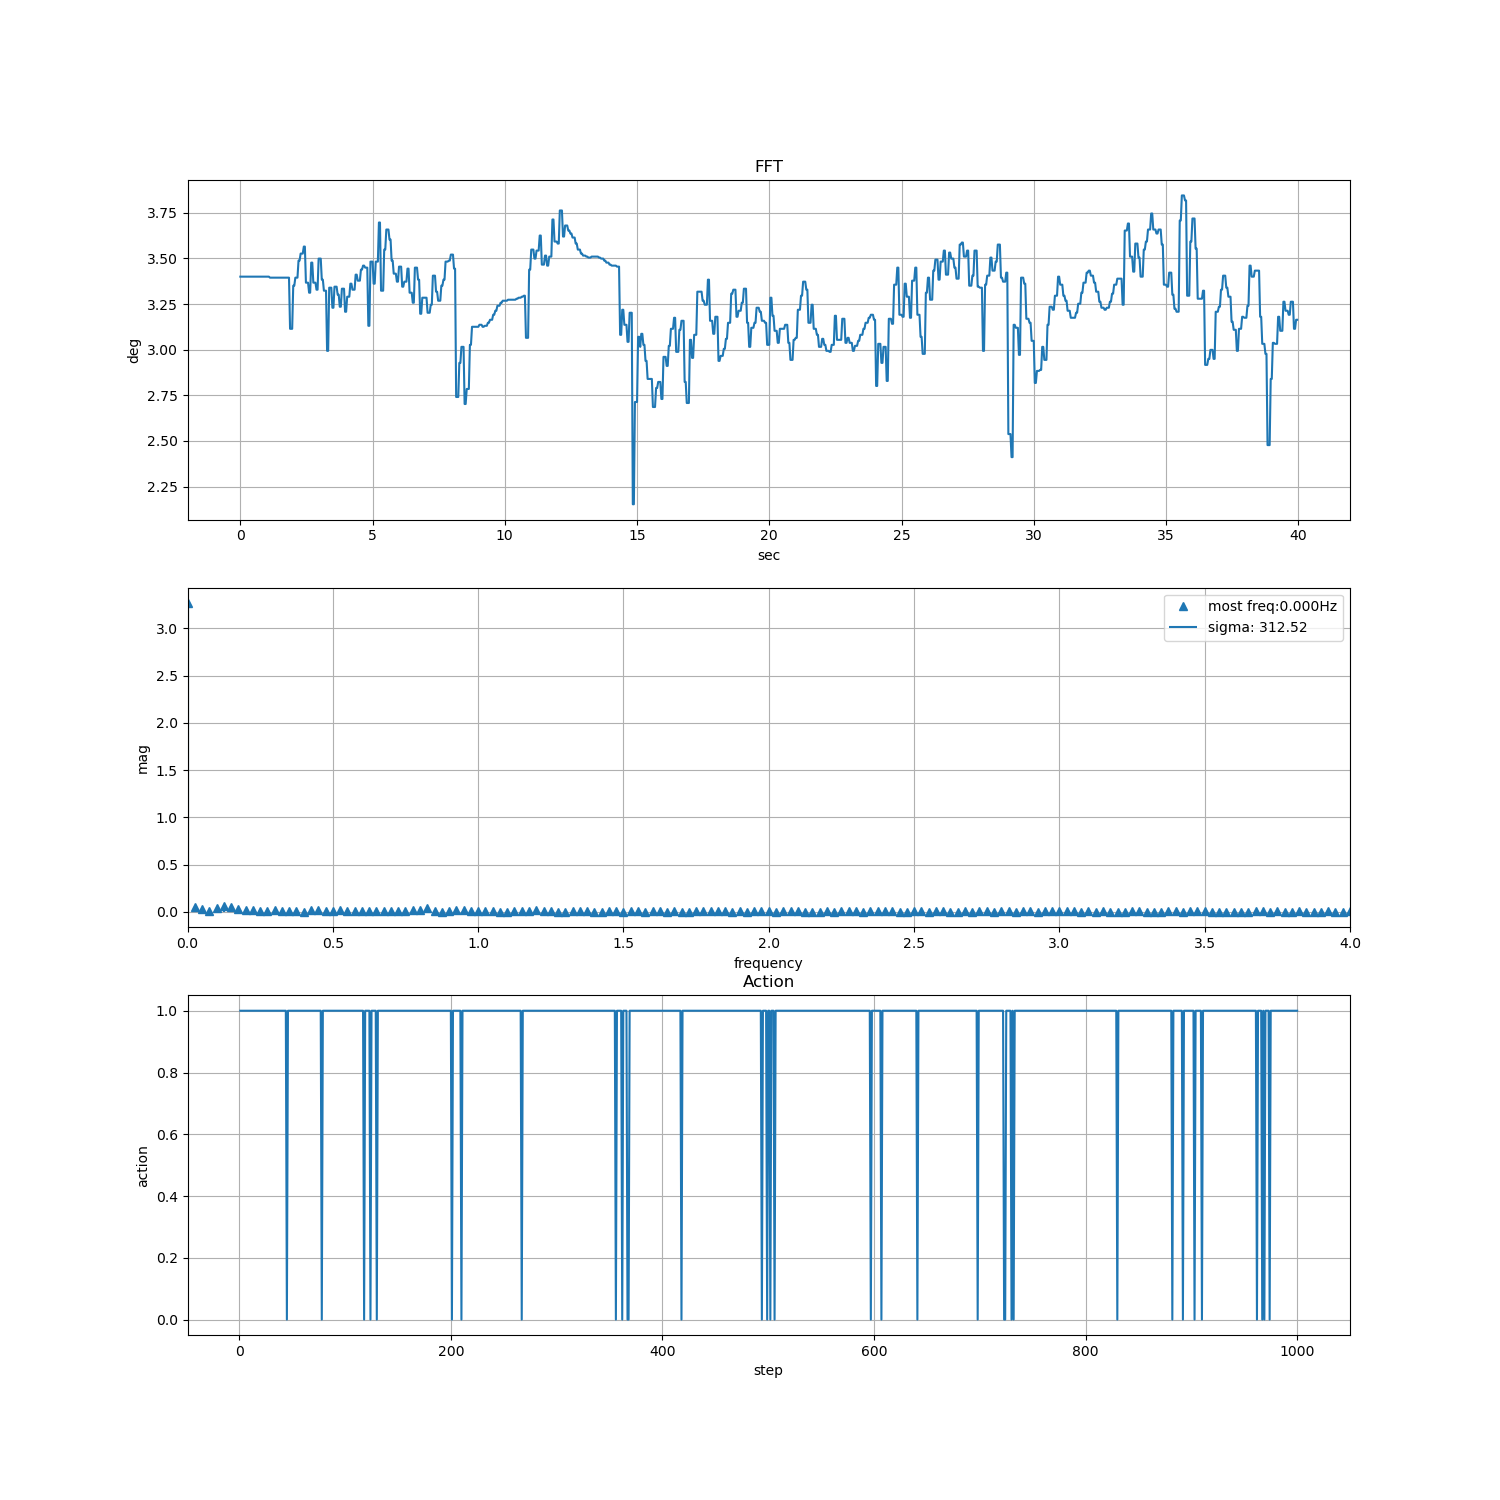 FFT
3.75
3.50
3.25
3.00
2.75
2.50
2.25
deg
0 5 10 15 20 25 30 35 40
sec
most freq:0.000Hz
sigma: 312.52
3.0
2.5
2.0
1.5
1.0
0.5
0.0
mag
0.0 0.5 1.0 1.5 2.0 2.5 3.0 3.5 4.0
frequency
Action
1.0
0.8
0.6
0.4
0.2
0.0
action
0 200 400 600 800 1000
step